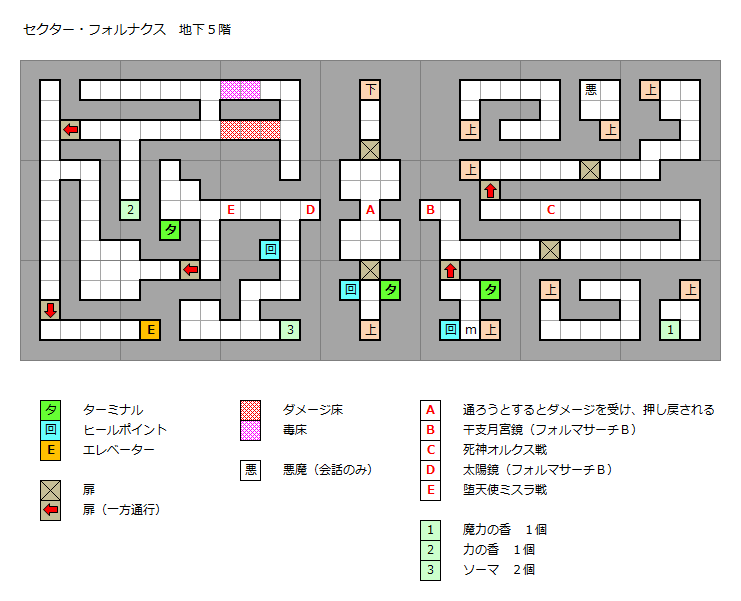 セクター・フォルナクス　地下５階
下 悪 上
上 上
上
2 E D A B C
タ
回
回 タ タ 上 上
E 3 上 回 m 上 1
タ ターミナル
回 ヒールポイント
E エレベーター
扉
扉（一方通行）
ダメージ床
毒床
悪 悪魔（会話のみ）
A 通ろうとするとダメージを受け、押し戻される
B 干支月宮鏡（フォルマサーチＢ）
C 死神オルクス戦
D 太陽鏡（フォルマサーチＢ）
E 堕天使ミスラ戦
1 魔力の香　１個
2 力の香　１個
3 ソーマ　２個